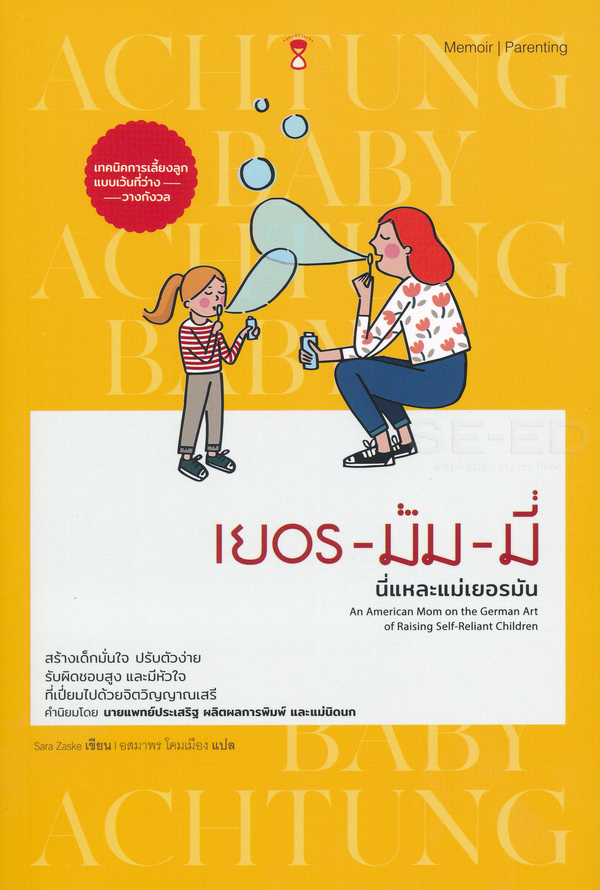 Memoir | Parenting
ACHTUNG
BABY
ACHTUNG
BABY
เทคนิคการเลี้ยงลูก
แบบเว้นที่ว่าง
วางกังวล
SE-ED
inspiration starts here
เยอร-มัม-มี่
นี่แหละแม่เยอรมัน
An American Mom on the German Art
of Raising Self-Reliant Children
สร้างเด็กมั่นใจ ปรับตัวง่าย
รับผิดชอบสูง และมีหัวใจ
ที่เปี่ยมไปด้วยจิตวิญญาณเสรี
คำนิยมโดย นายแพทย์ประเสริฐ ผลิตผลการพิมพ์ และแม่นิดนก
BABY
Sara Zaske เขียน | อสมาพร โคมเมือง แปล
ACHTUNG